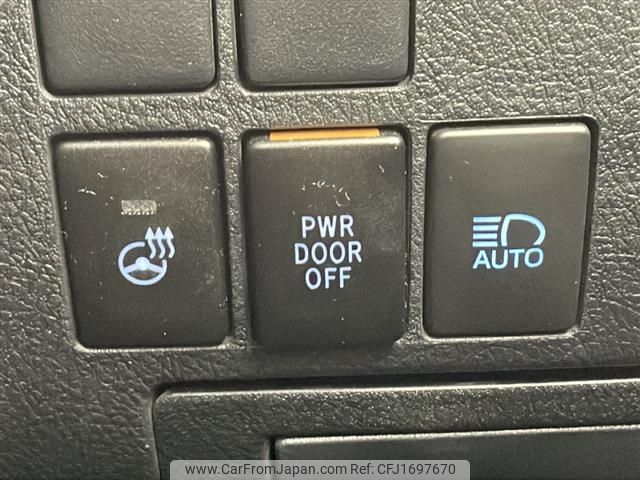 PWR
DOOR
OFF
AUTO
www.CarFromJapan.com | Ref: CFJ1697670